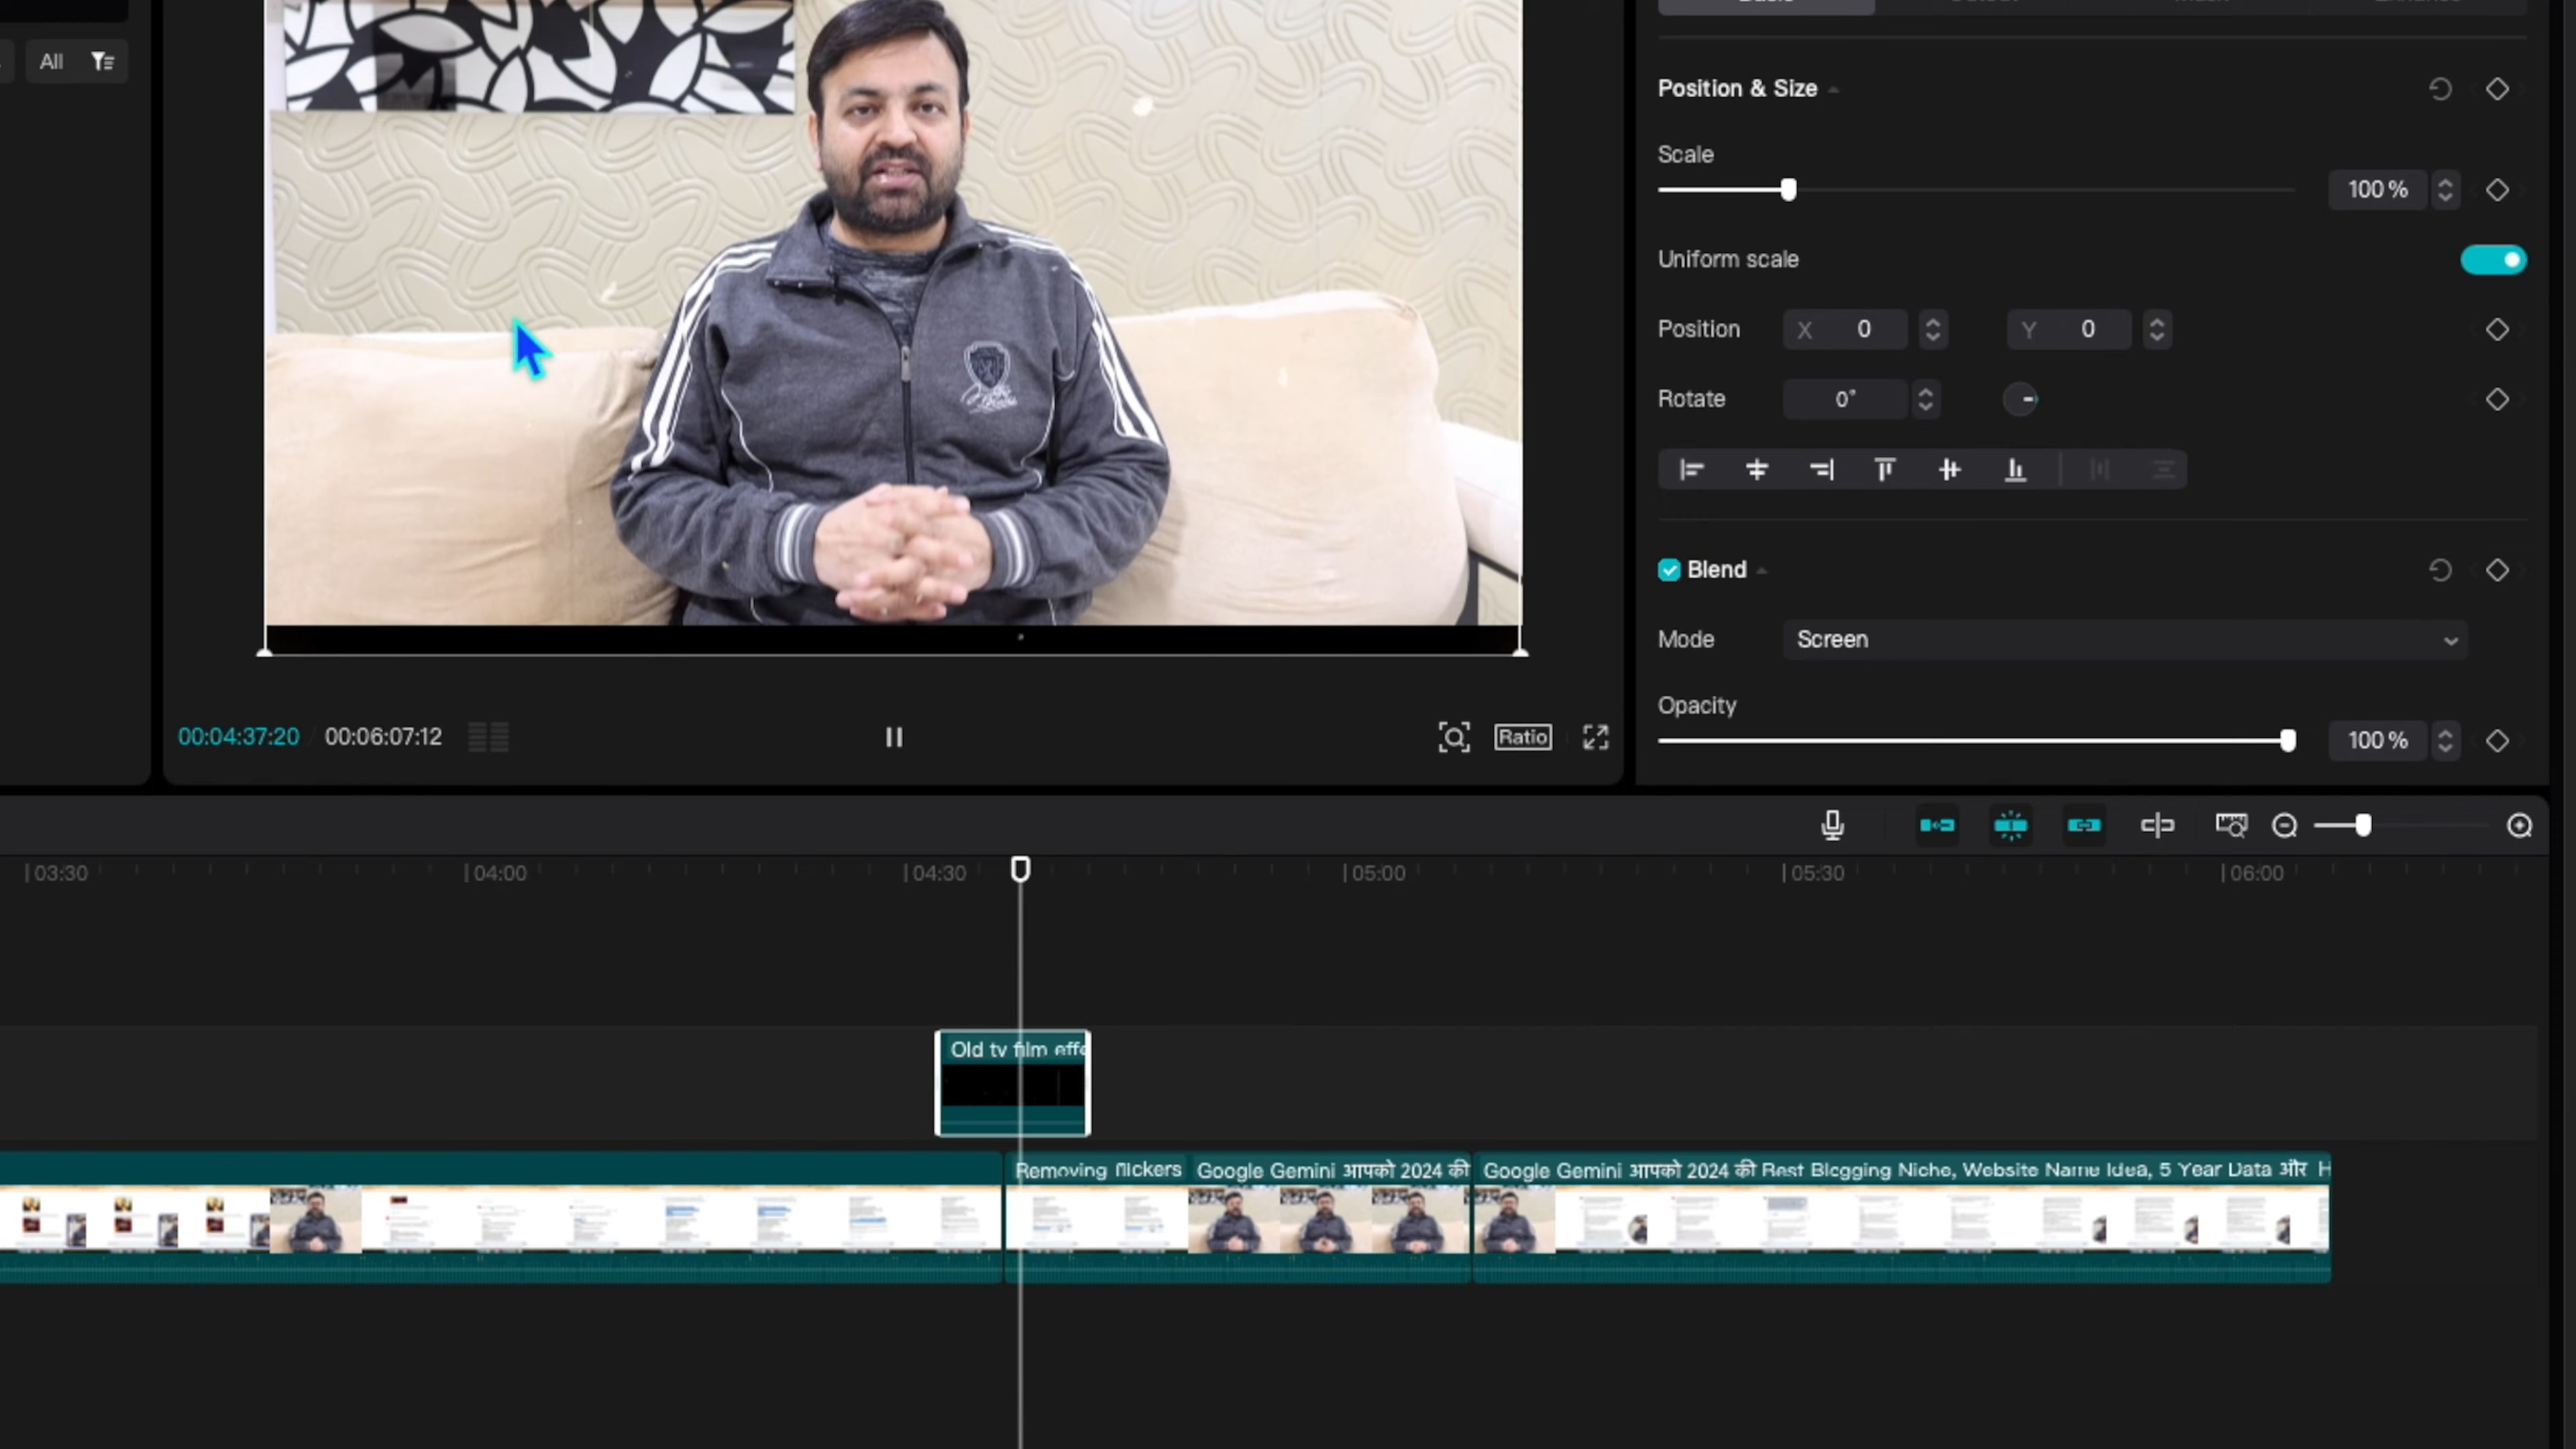 All
Basic
Position & Size
Scale
100%
Uniform scale
Position X 0 Y 0
Rotate 0°
Blend
Mode Screen
Opacity
100%
00:04:37:20 00:06:07:12
Ratio
03:30 04:00 04:30 05:00 05:30 06:00
Old tv film effe
Removing flickers Google Gemini आपको 2024 की Google Gemini आपको 2024 की Best Blogging Niche, Website Name Idea, 5 Year Data और H